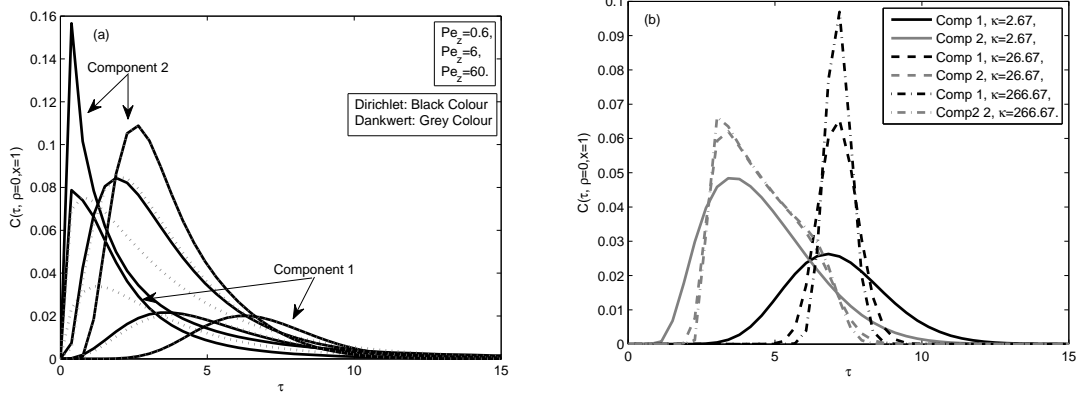 (a)
Pe_z=0.6,
Pe_z=6,
Pe_z=60.
Component 2
Dirichlet: Black Colour
Dankwert: Grey Colour
Component 1
C(τ, ρ=0,x=1)
0.16
0.14
0.12
0.1
0.08
0.06
0.04
0.02
0
0
5
10
15
τ
(b)
Comp 1, κ=2.67,
Comp 2, κ=2.67,
Comp 1, κ=26.67,
Comp 2, κ=26.67,
Comp 1, κ=266.67,
Comp2 2, κ=266.67.
C(τ, ρ=0,x=1)
0.1
0.09
0.08
0.07
0.06
0.05
0.04
0.03
0.02
0.01
0
0
5
10
15
τ